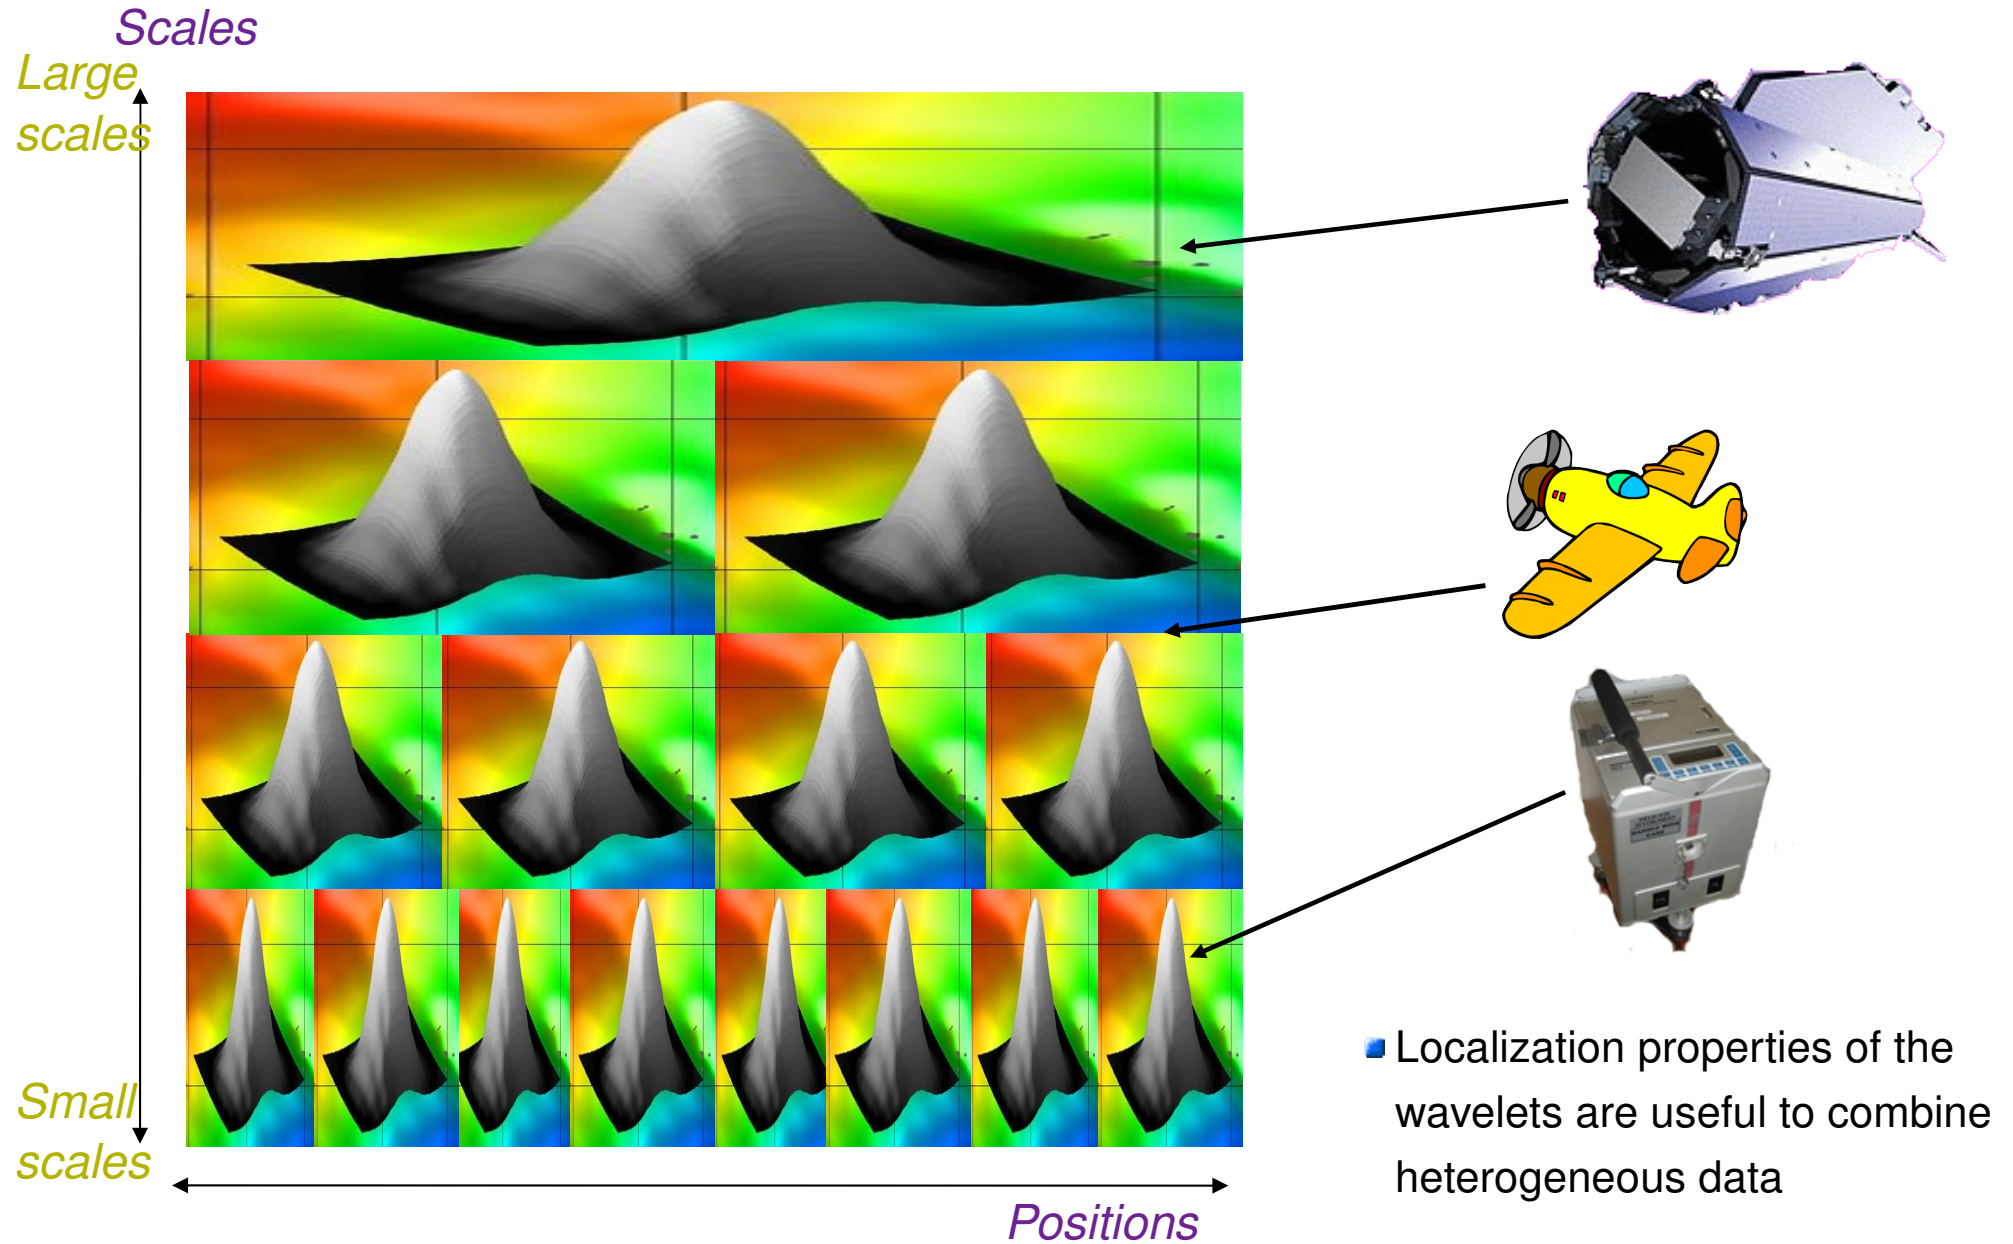 Scales
Large
scales
Small
scales
Positions
Localization properties of the
wavelets are useful to combine
heterogeneous data